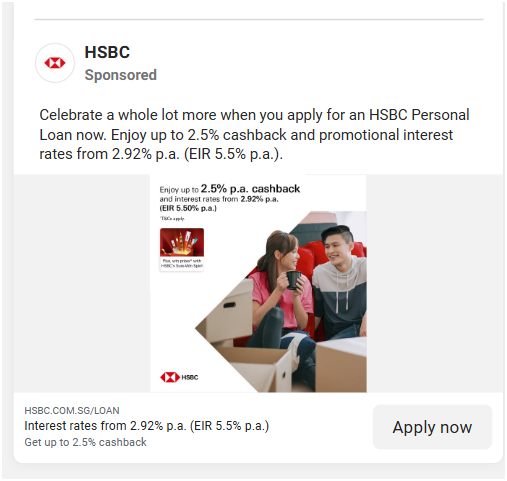 HSBC
Sponsored
Celebrate a whole lot more when you apply for an HSBC Personal
Loan now. Enjoy up to 2.5% cashback and promotional interest
rates from 2.92% p.a. (EIR 5.5% p.a.).
Enjoy up to 2.5% p.a. cashback
and interest rates from 2.92% p.a.
(EIR 5.50% p.a.)
T&Cs apply.
Plus, win prizes* with
HSBC's
HSBC
HSBC.COM.SG/LOAN
Interest rates from 2.92% p.a. (EIR 5.5% p.a.)
Get up to 2.5% cashback
Apply now